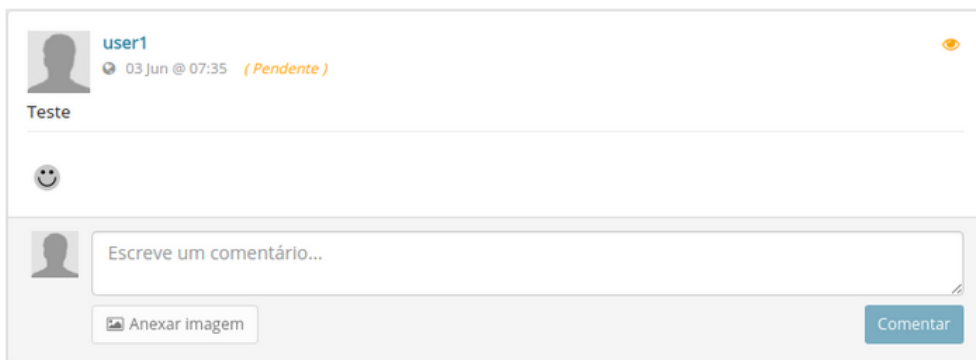 user1
03 Jun @ 07:35 ( Pendente )
Teste
Escreve um comentário...
Anexar imagem
Comentar